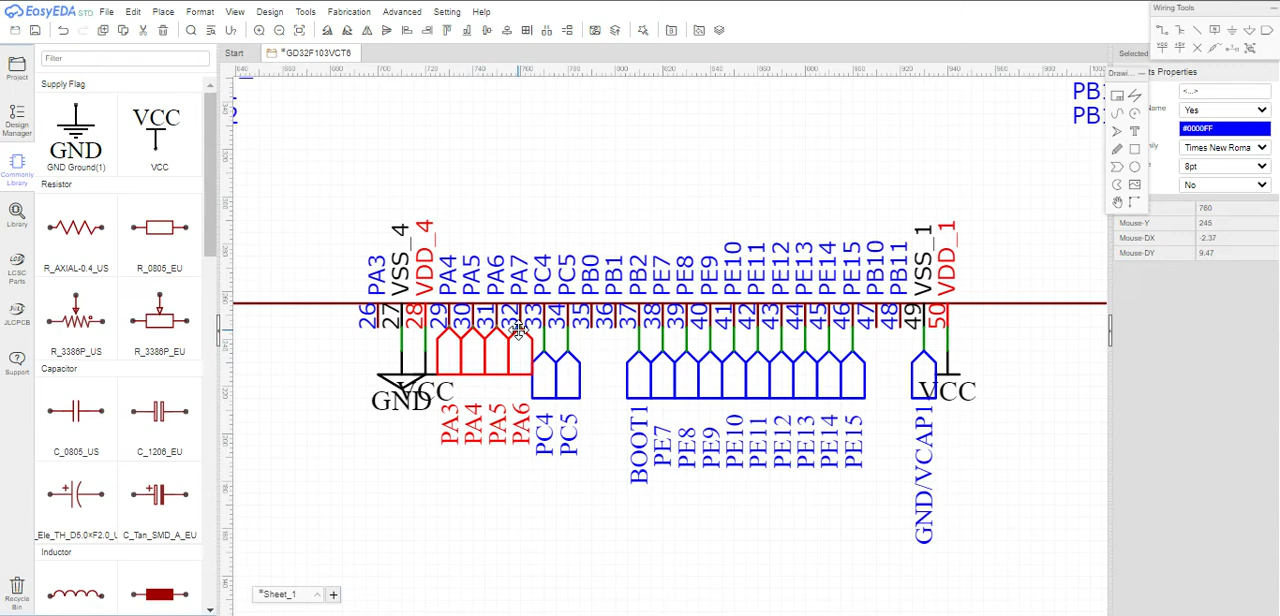 EasyEDA STD
File Edit Place Format View Design Tools Fabrication Advanced Setting Help
Wiring Tools
Start
*GD32F103VCT6
Filter
Project
Design
Manager
Commonly
Library
Library
LCSC
Parts
JLCPCB
Support
Recycle
Bin
Supply Flag
GND
VCC
GND Ground(1)
VCC
Resistor
R_AXIAL-0.4_US
R_0805_EU
R_3386P_US
R_3386P_EU
Capacitor
C_0805_US
C_1206_EU
C_Tan_SMD_A_EU
Inductor
Selected
Drawi...
ts Properties
<...>
Name
Yes
#0000FF
Times New Roma
8pt
No
760
Mouse-Y
245
Mouse-DX
-2.37
Mouse-DY
9.47
PA3
VSS_4
VDD_4
PA4
PA5
PA6
PA7
PC4
PC5
PB0
PB1
PB2
PE7
PE8
PE9
PE10
PE11
PE12
PE13
PE14
PE15
PB10
PB11
VSS_1
VDD_1
26 27 28 29 30 31 32 33 34 35 36 37 38 39 40 41 42 43 44 45 46 47 48 49 50
GND
VCC
PA3
PA4
PA5
PA6
PC4
PC5
BOOT1
PE7
PE8
PE9
PE10
PE11
PE12
PE13
PE14
PE15
GND/VCAP1
VCC
*Sheet_1